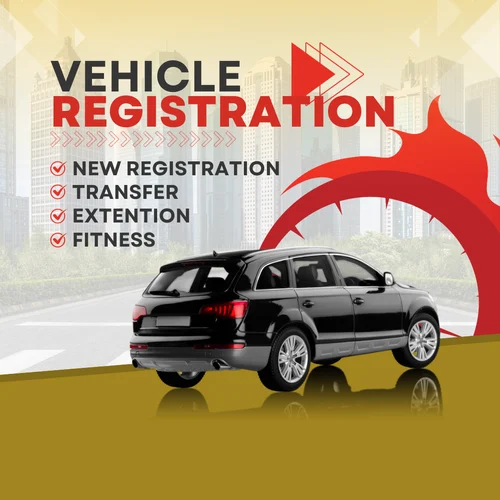 VEHICLE
REGISTRATION
NEW REGISTRATION
TRANSFER
EXTENTION
FITNESS